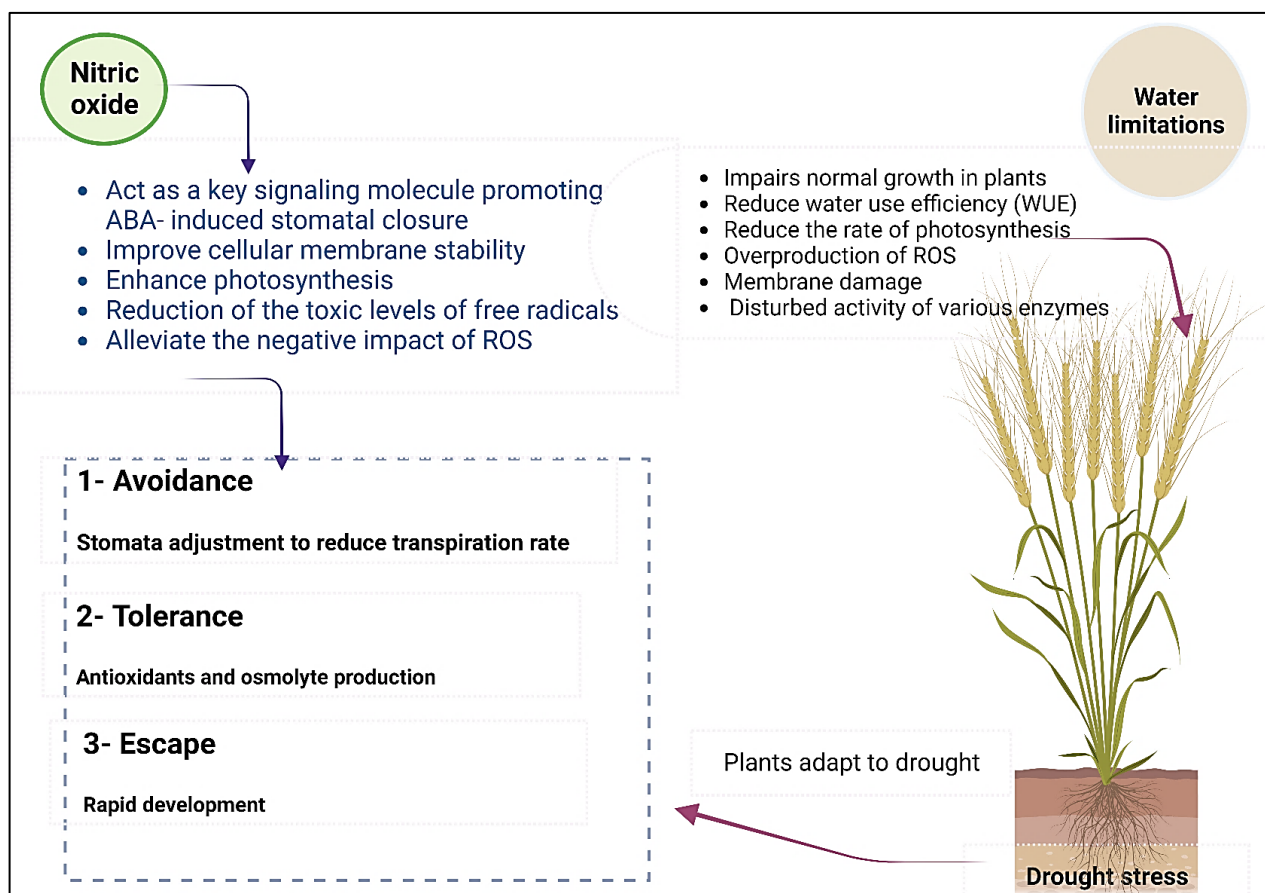 Nitric
oxide
• Act as a key signaling molecule promoting
ABA- induced stomatal closure
• Improve cellular membrane stability
• Enhance photosynthesis
• Reduction of the toxic levels of free radicals
• Alleviate the negative impact of ROS
Water
limitations
• Impairs normal growth in plants
• Reduce water use efficiency (WUE)
• Reduce the rate of photosynthesis
• Overproduction of ROS
• Membrane damage
• Disturbed activity of various enzymes
1- Avoidance
Stomata adjustment to reduce transpiration rate
2- Tolerance
Antioxidants and osmolyte production
3- Escape
Rapid development
Plants adapt to drought
Drought stress